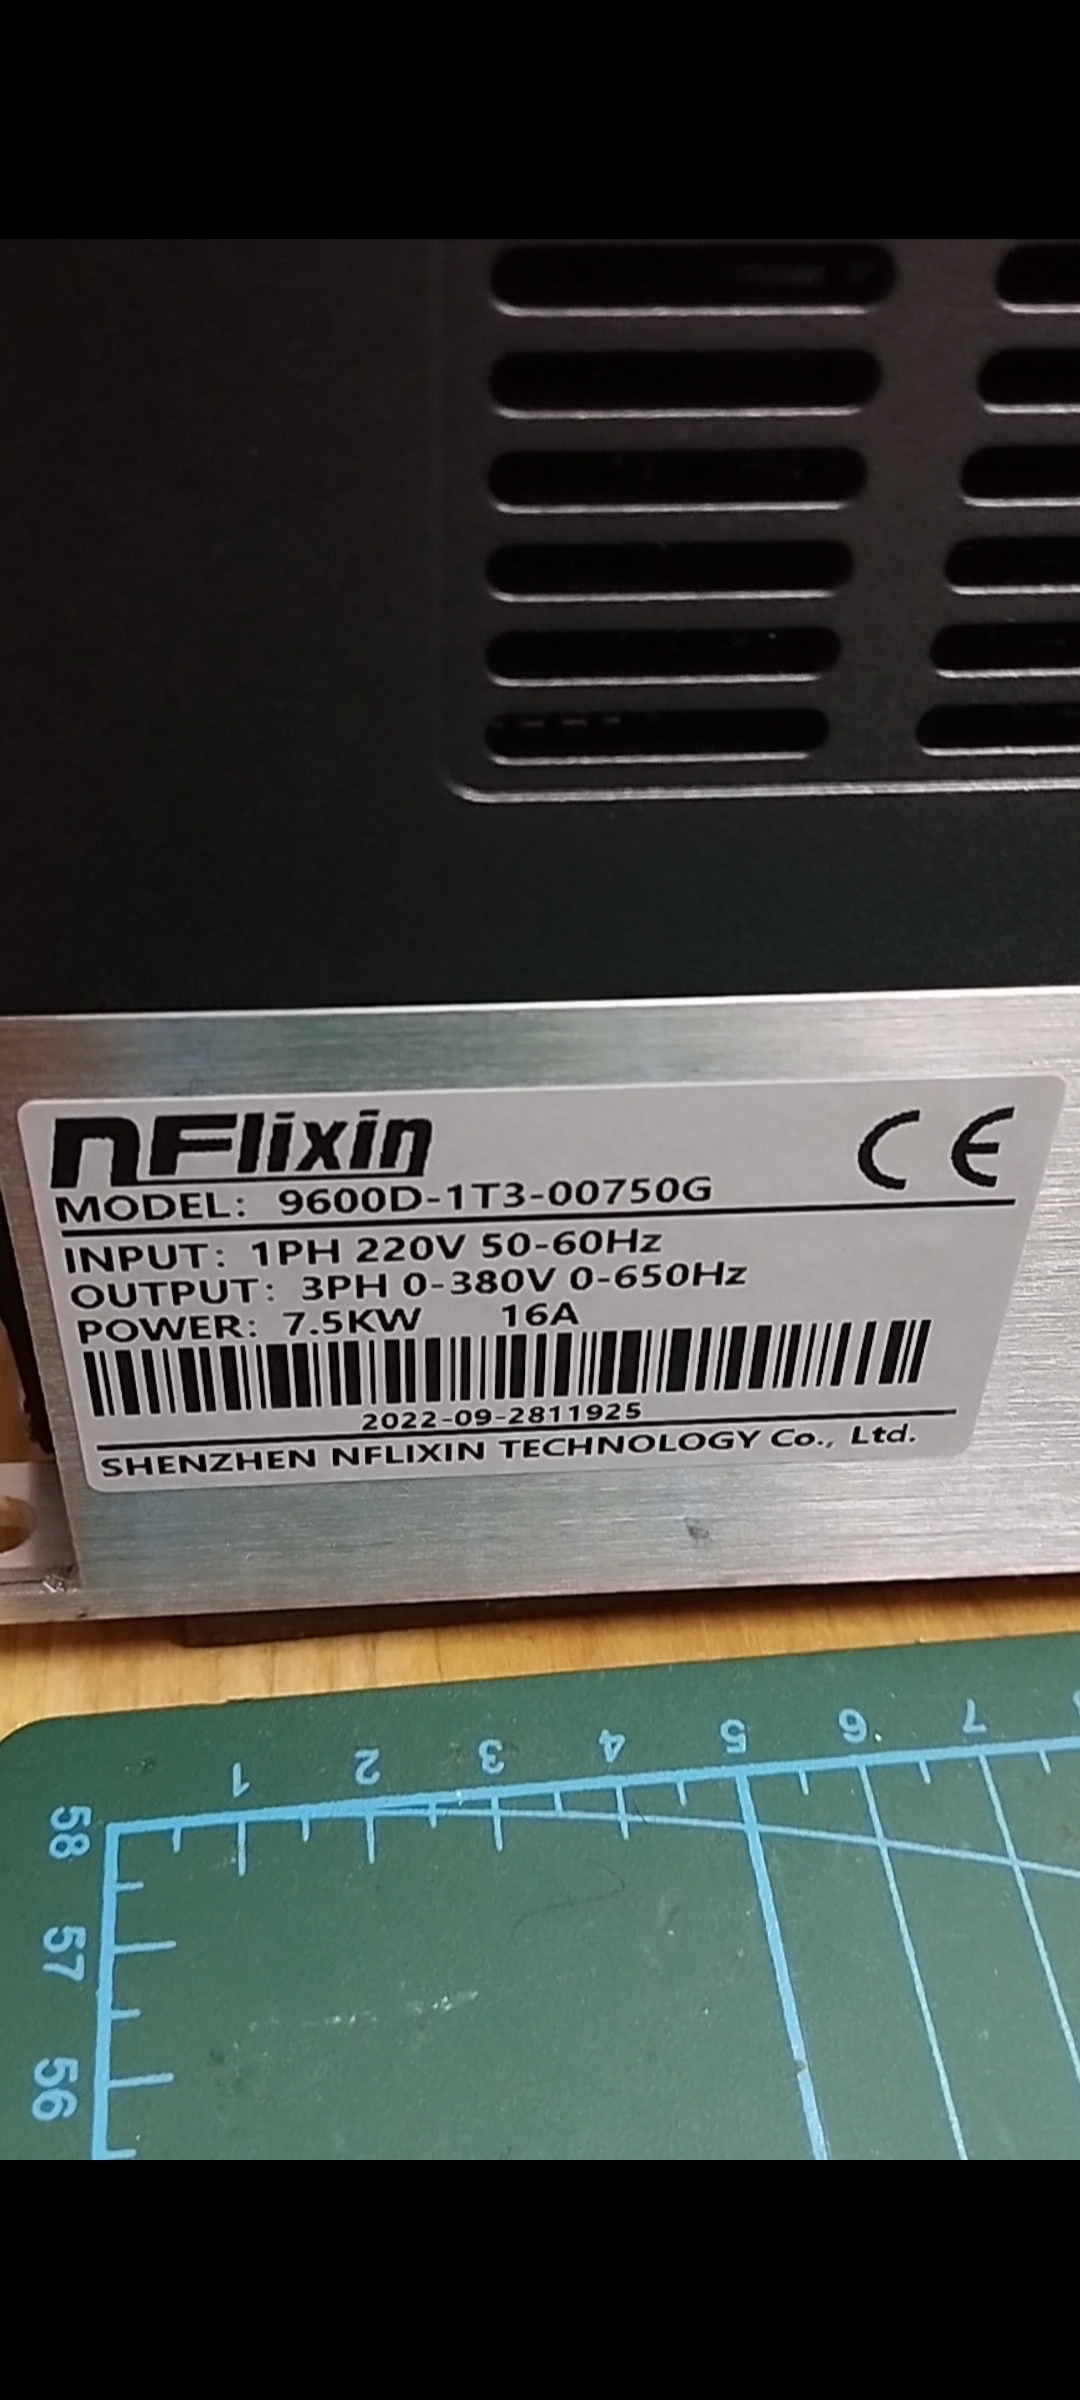 nFlixin CE
MODEL: 9600D-1T3-00750G
INPUT: 1PH 220V 50-60Hz
OUTPUT: 3PH 0-380V 0-650Hz
POWER: 7.5KW 16A
2022-09-2811925
SHENZHEN NFLIXIN TECHNOLOGY Co., Ltd.
1 2 3 4 5 6 7
58
57
56